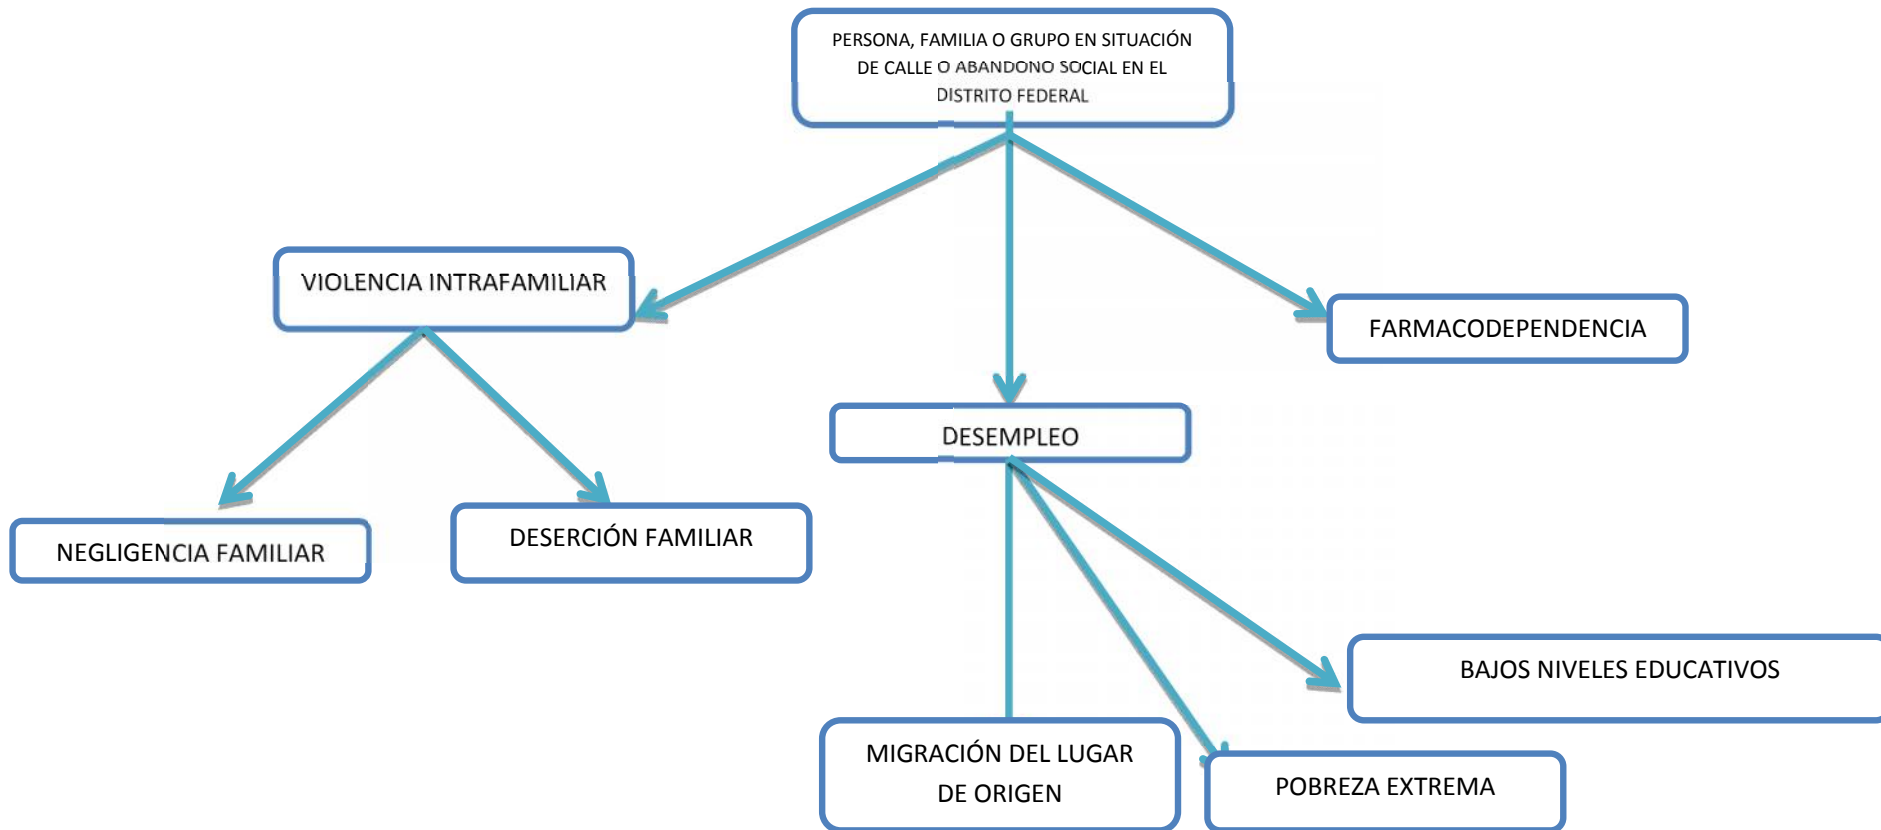 PERSONA, FAMILIA O GRUPO EN SITUACIÓN
DE CALLE O ABANDONO SOCIAL EN EL
DISTRITO FEDERAL
VIOLENCIA INTRAFAMILIAR
FARMACODEPENDENCIA
DESEMPLEO
NEGLIGENCIA FAMILIAR
DESERCIÓN FAMILIAR
BAJOS NIVELES EDUCATIVOS
MIGRACIÓN DEL LUGAR
DE ORIGEN
POBREZA EXTREMA